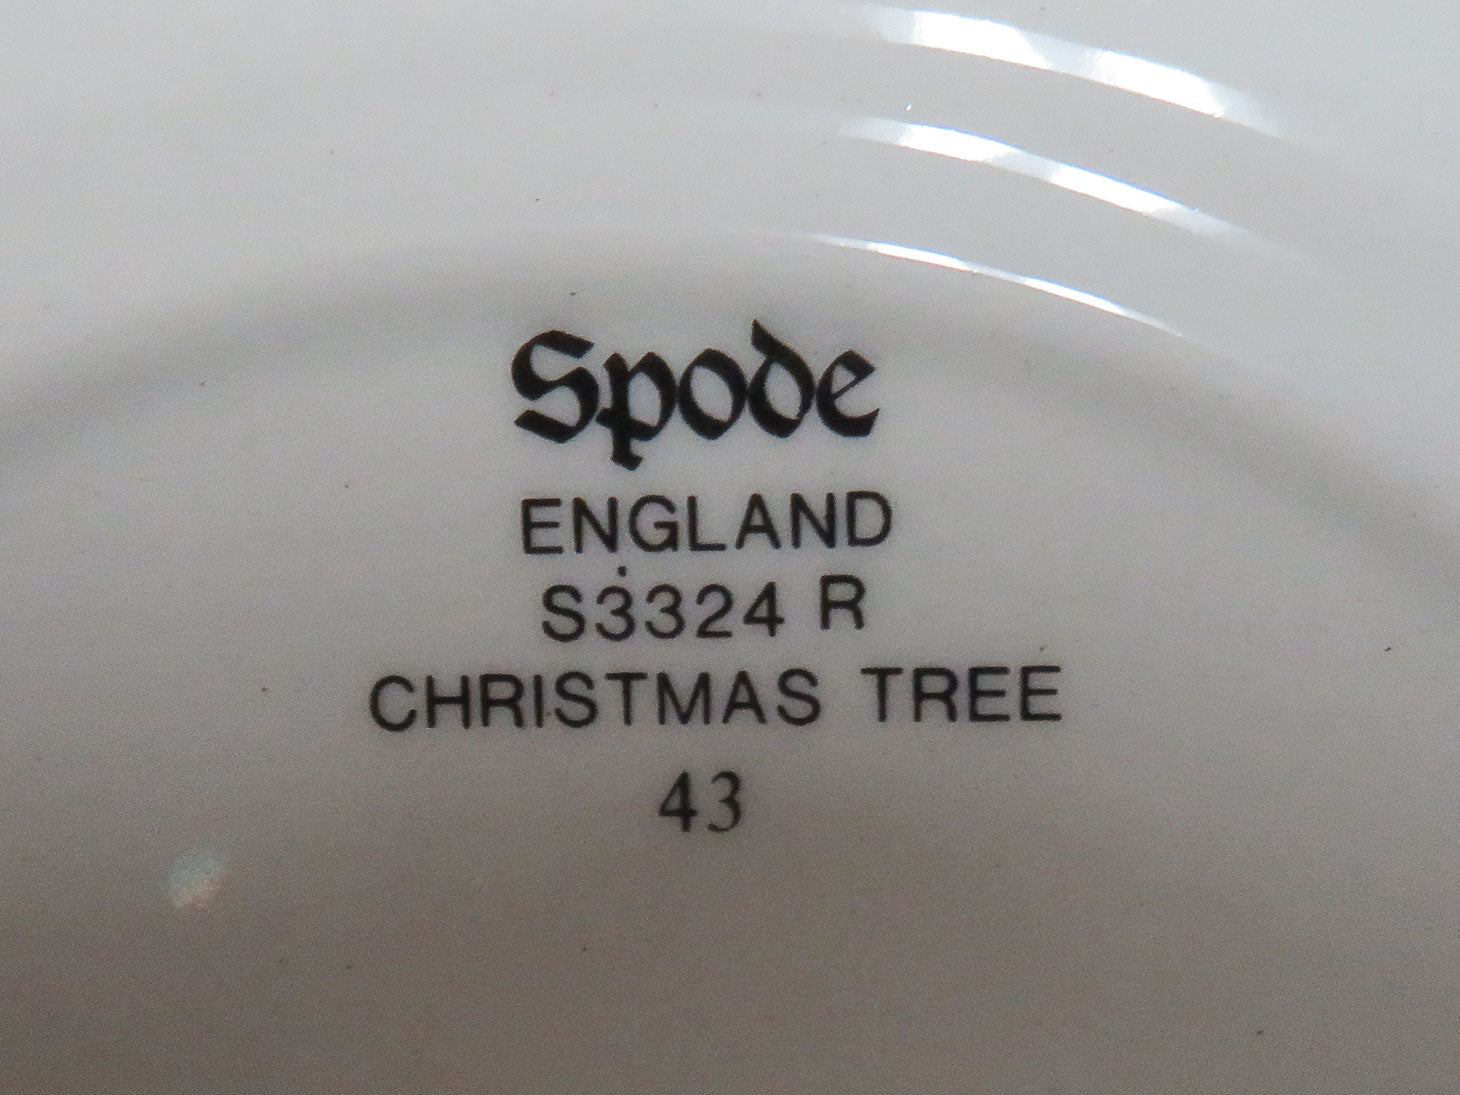 Spode
ENGLAND
S3324 R
CHRISTMAS TREE
43